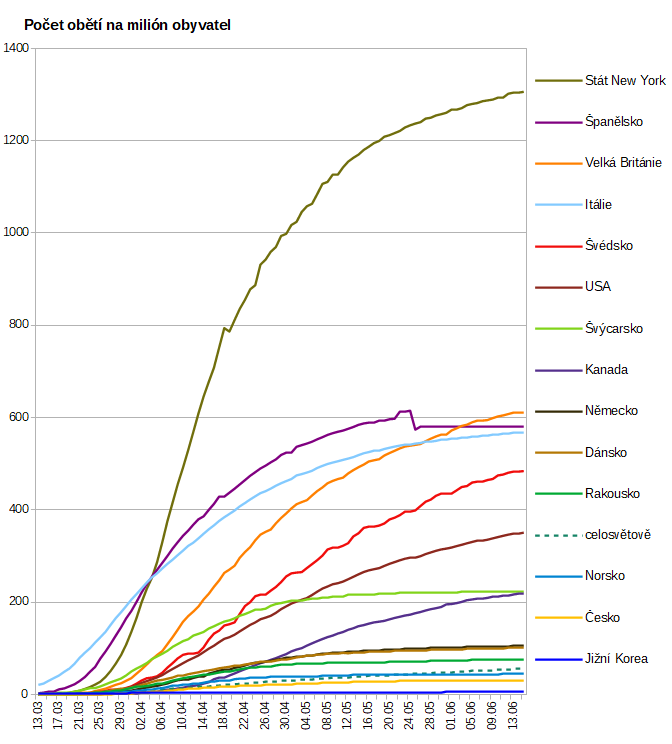 Počet obětí na milión obyvatel
1400
1200
1000
800
600
400
200
0
13.03
17.03
21.03
25.03
29.03
02.04
06.04
10.04
14.04
18.04
22.04
26.04
30.04
04.05
08.05
12.05
16.05
20.05
24.05
28.05
01.06
05.06
09.06
13.06
Stát New York
Španělsko
Velká Británie
Itálie
Švédsko
USA
Švýcarsko
Kanada
Německo
Dánsko
Rakousko
celosvětově
Norsko
Česko
Jižní Korea